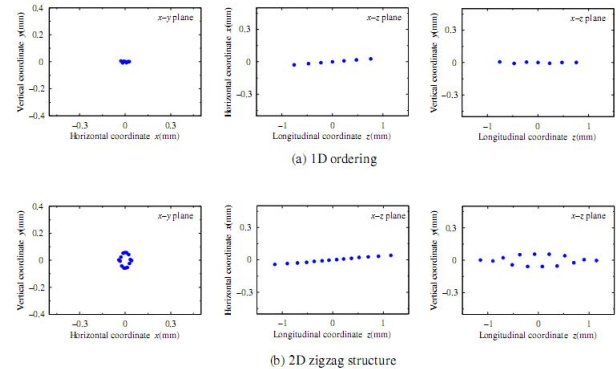 x–y plane
Vertical coordinate y(mm)
0.4
0.2
0
−0.2
−0.4
−0.3
0
0.3
Horizontal coordinate x(mm)
x–z plane
Horizontal coordinate x(mm)
0.3
0
−0.3
−1
0
1
Longitudinal coordinate z(mm)
x–z plane
Vertical coordinate y(mm)
0.3
0
−0.3
−1
0
1
Longitudinal coordinate z(mm)
(a) 1D ordering
x–y plane
Vertical coordinate y(mm)
0.4
0.2
0
−0.2
−0.4
−0.3
0
0.3
Horizontal coordinate x(mm)
x–z plane
Horizontal coordinate x(mm)
0.3
0
−0.3
−1
0
1
Longitudinal coordinate z(mm)
x–z plane
Vertical coordinate y(mm)
0.3
0
−0.3
−1
0
1
Longitudinal coordinate z(mm)
(b) 2D zigzag structure